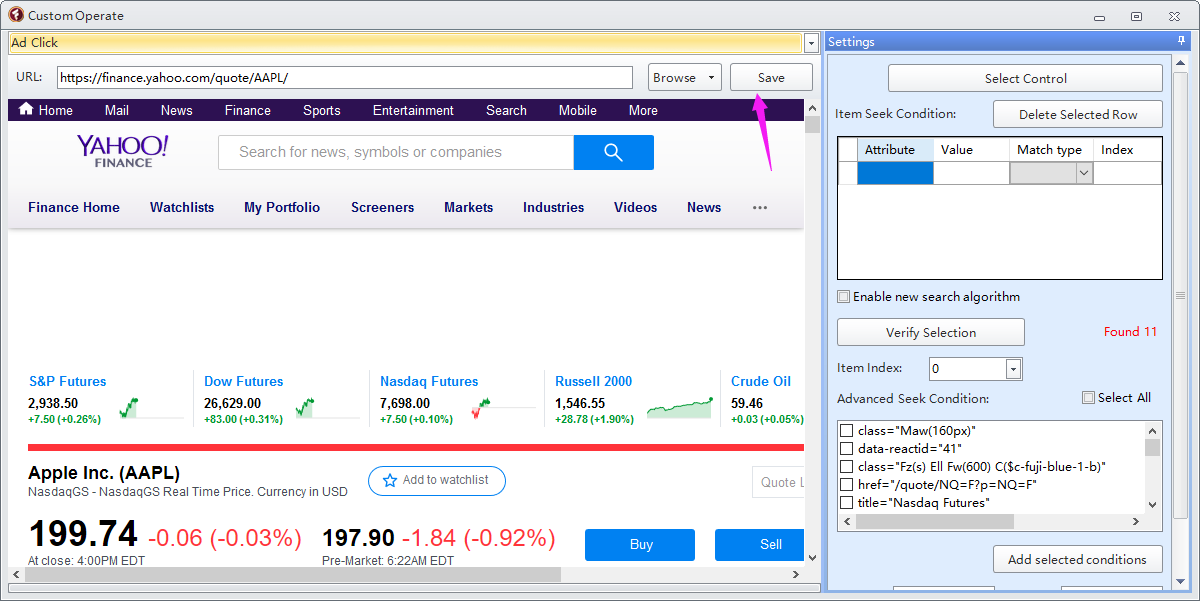 Custom Operate
Ad Click
URL: https://finance.yahoo.com/quote/AAPL/ Browse Save
Home Mail News Finance Sports Entertainment Search Mobile More
YAHOO!
FINANCE
Search for news, symbols or companies
Finance Home Watchlists My Portfolio Screeners Markets Industries Videos News ...
S&P Futures Dow Futures Nasdaq Futures Russell 2000 Crude Oil
2,938.50 26,629.00 7,698.00 1,546.55 59.46
+7.50 (+0.26%) +83.00 (+0.31%) +7.50 (+0.10%) +28.78 (+1.90%) +0.03 (+0.05%)
Apple Inc. (AAPL)
NasdaqGS - NasdaqGS Real Time Price. Currency in USD
Add to watchlist
Quote L
199.74 -0.06 (-0.03%) 197.90 -1.84 (-0.92%)
At close: 4:00PM EDT Pre-Market: 6:22AM EDT
Buy Sell
Settings
Select Control
Item Seek Condition: Delete Selected Row
Attribute Value Match type Index
Enable new search algorithm
Verify Selection Found 11
Item Index: 0
Advanced Seek Condition: Select All
class="Maw(160px)"
data-reactid="41"
class="Fz(s) Ell Fw(600) C($c-fuji-blue-1-b)"
href="/quote/NQ=F?p=NQ=F"
title="Nasdaq Futures"
Add selected conditions